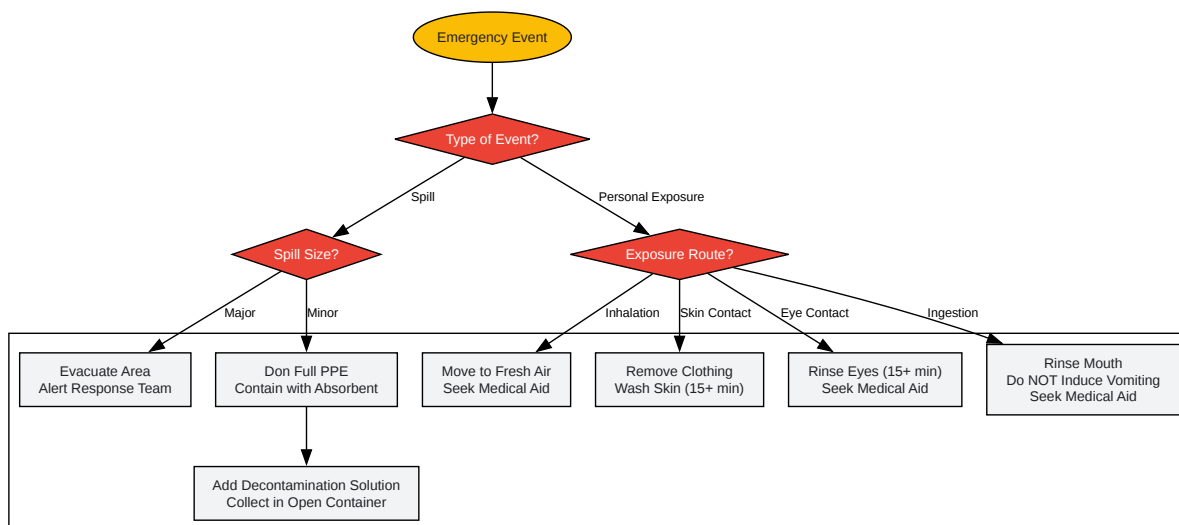 Emergency Event
Type of Event?
Spill
Personal Exposure
Spill Size?
Exposure Route?
Major
Minor
Inhalation
Skin Contact
Eye Contact
Ingestion
Evacuate Area
Alert Response Team
Don Full PPE
Contain with Absorbent
Move to Fresh Air
Seek Medical Aid
Remove Clothing
Wash Skin (15+ min)
Rinse Eyes (15+ min)
Seek Medical Aid
Rinse Mouth
Do NOT Induce Vomiting
Seek Medical Aid
Add Decontamination Solution
Collect in Open Container